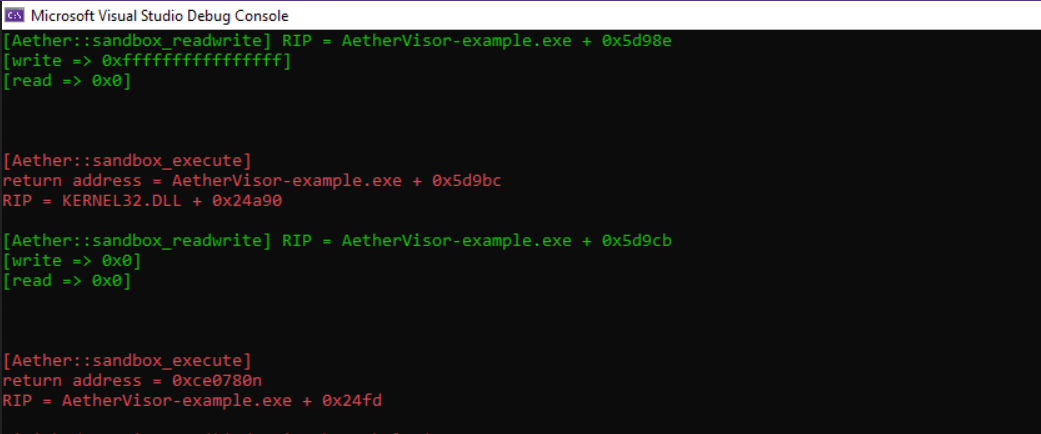 Microsoft Visual Studio Debug Console
[Aether::sandbox_readwrite] RIP = AetherVisor-example.exe + 0x5d98e
[write => 0xffffffffffffffff]
[read => 0x0]
[Aether::sandbox_execute]
return address = AetherVisor-example.exe + 0x5d9bc
RIP = KERNEL32.DLL + 0x24a90
[Aether::sandbox_readwrite] RIP = AetherVisor-example.exe + 0x5d9cb
[write => 0x0]
[read => 0x0]
[Aether::sandbox_execute]
return address = 0xce0780n
RIP = AetherVisor-example.exe + 0x24fd